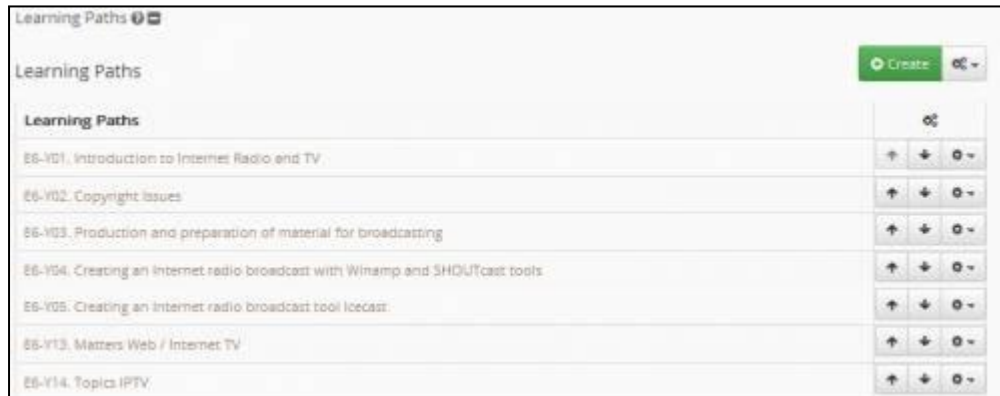 Learning Paths
Learning Paths
Create
Learning Paths
E6-Y01. Introduction to Internet Radio and TV
E6-Y02. Copyright Issues
E6-Y03. Production and preparation of material for broadcasting
E6-Y04. Creating an Internet radio broadcast with Winamp and SHOUTcast tools
E6-Y05. Creating an Internet radio broadcast tool Icecast
E6-Y13. Matters Web / Internet TV
E6-Y14. Topics IPTV